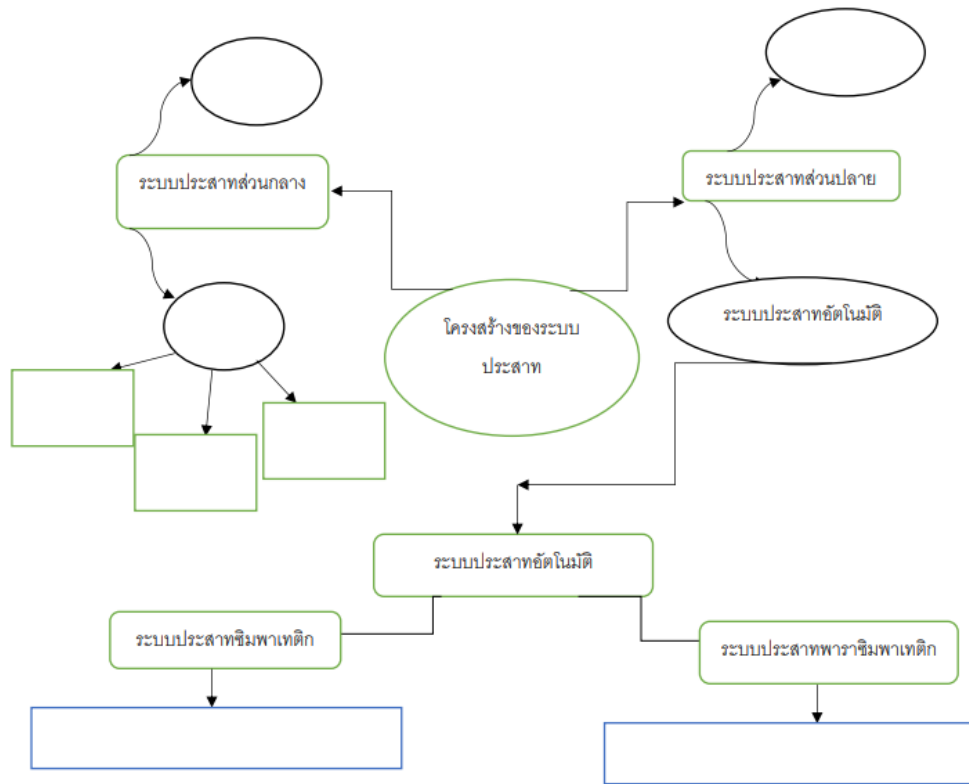 ระบบประสาทส่วนกลาง
ระบบประสาทส่วนปลาย
โครงสร้างของระบบ
ประสาท
ระบบประสาทอัตโนมัติ
ระบบประสาทอัตโนมัติ
ระบบประสาทซิมพาเทติก
ระบบประสาทพาราซิมพาเทติก